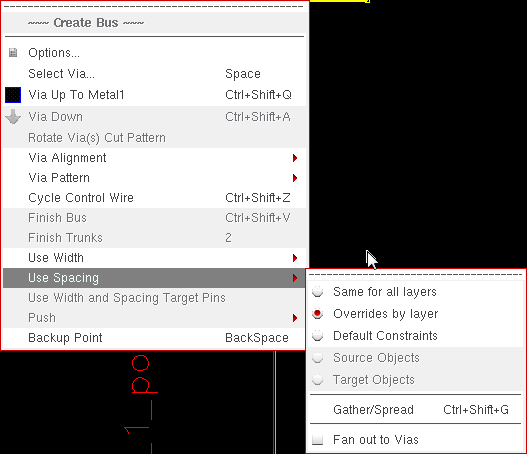 ~~~ Create Bus ~~~
Options...
Select Via... Space
Via Up To Metal1 Ctrl+Shift+Q
Via Down Ctrl+Shift+A
Rotate Via(s) Cut Pattern
Via Alignment
Via Pattern
Cycle Control Wire Ctrl+Shift+Z
Finish Bus Ctrl+Shift+V
Finish Trunks 2
Use Width
Use Spacing
Use Width and Spacing Target Pins
Push
Backup Point BackSpace
Same for all layers
Overrides by layer
Default Constraints
Source Objects
Target Objects
Gather/Spread Ctrl+Shift+G
Fan out to Vias
_1_po